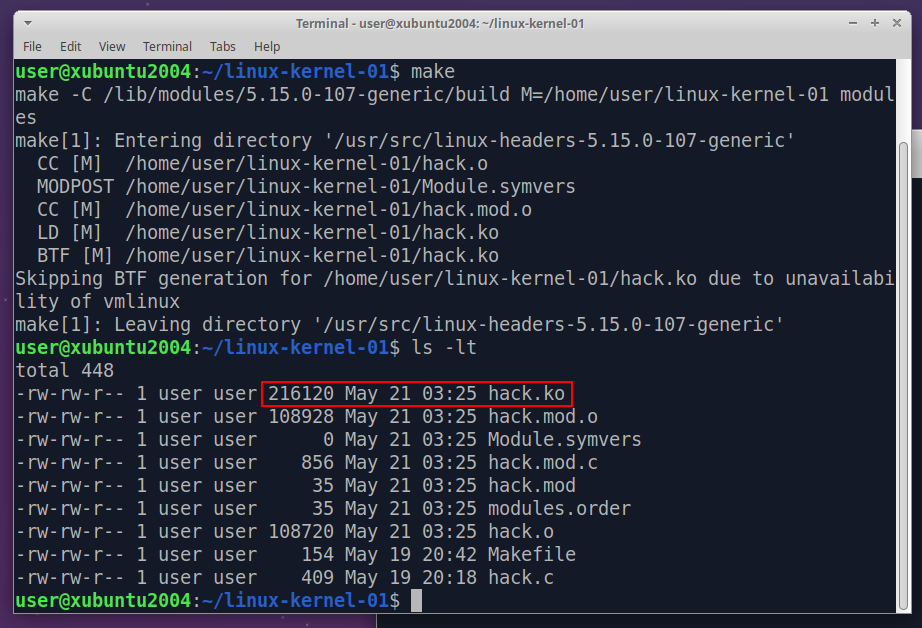 Terminal - user@xubuntu2004: ~/linux-kernel-01
File Edit View Terminal Tabs Help
user@xubuntu2004:~/linux-kernel-01$ make
make -C /lib/modules/5.15.0-107-generic/build M=/home/user/linux-kernel-01 modul
es
make[1]: Entering directory '/usr/src/linux-headers-5.15.0-107-generic'
  CC [M]  /home/user/linux-kernel-01/hack.o
  MODPOST /home/user/linux-kernel-01/Module.symvers
  CC [M]  /home/user/linux-kernel-01/hack.mod.o
  LD [M]  /home/user/linux-kernel-01/hack.ko
  BTF [M] /home/user/linux-kernel-01/hack.ko
Skipping BTF generation for /home/user/linux-kernel-01/hack.ko due to unavailabi
lity of vmlinux
make[1]: Leaving directory '/usr/src/linux-headers-5.15.0-107-generic'
user@xubuntu2004:~/linux-kernel-01$ ls -lt
total 448
-rw-rw-r-- 1 user user 216120 May 21 03:25 hack.ko
-rw-rw-r-- 1 user user 108928 May 21 03:25 hack.mod.o
-rw-rw-r-- 1 user user      0 May 21 03:25 Module.symvers
-rw-rw-r-- 1 user user    856 May 21 03:25 hack.mod.c
-rw-rw-r-- 1 user user     35 May 21 03:25 hack.mod
-rw-rw-r-- 1 user user     35 May 21 03:25 modules.order
-rw-rw-r-- 1 user user 108720 May 21 03:25 hack.o
-rw-rw-r-- 1 user user    154 May 19 20:42 Makefile
-rw-rw-r-- 1 user user    409 May 19 20:18 hack.c
user@xubuntu2004:~/linux-kernel-01$